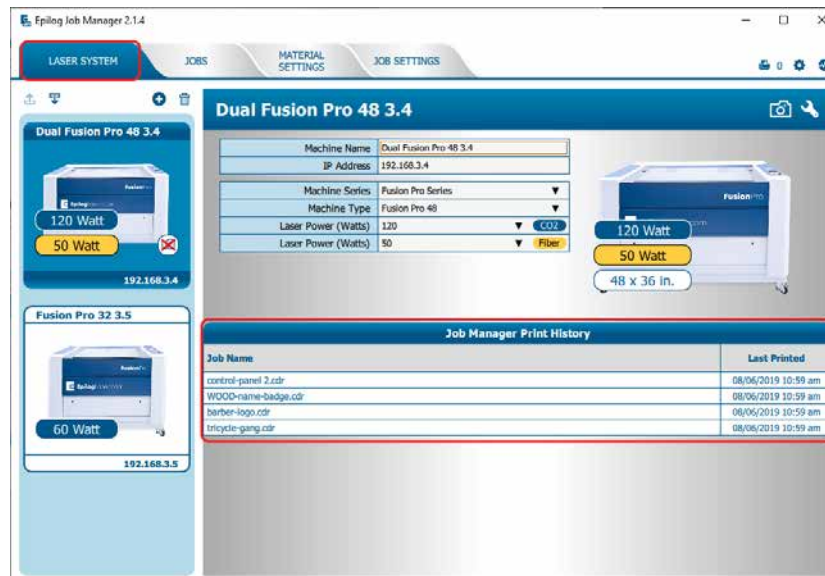 Epilog Job Manager 2.1.4
LASER SYSTEM
JOBS
MATERIAL
SETTINGS
JOB SETTINGS
0
Dual Fusion Pro 48 3.4
120 Watt
50 Watt
192.168.3.4
Fusion Pro 32 3.5
60 Watt
192.168.3.5
Dual Fusion Pro 48 3.4
Machine Name Dual Fusion Pro 48 3.4
IP Address 192.168.3.4
Machine Series Fusion Pro Series
Machine Type Fusion Pro 48
Laser Power (Watts) 120 CO2
Laser Power (Watts) 50 Fiber
FusionPro
120 Watt
50 Watt
48 x 36 in.
Job Manager Print History
Job Name Last Printed
control-panel 2.cdr 08/06/2019 10:59 am
WOOD-name-badge.cdr 08/06/2019 10:59 am
barber-logo.cdr 08/06/2019 10:59 am
tricycle-gang.cdr 08/06/2019 10:59 am